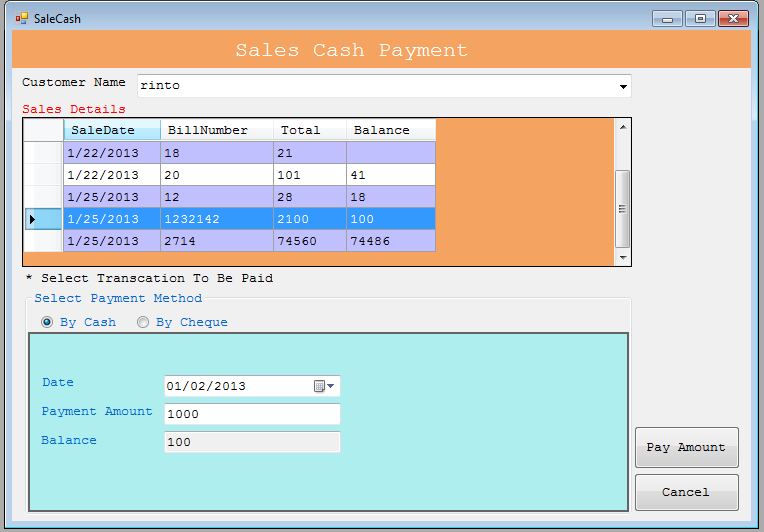 SaleCash
Sales Cash Payment
Customer Name rinto
Sales Details
SaleDate BillNumber Total Balance
1/22/2013 18 21
1/22/2013 20 101 41
1/25/2013 12 28 18
1/25/2013 1232142 2100 100
1/25/2013 2714 74560 74486
* Select Transcation To Be Paid
Select Payment Method
By Cash By Cheque
Date 01/02/2013
Payment Amount 1000
Balance 100
Pay Amount
Cancel